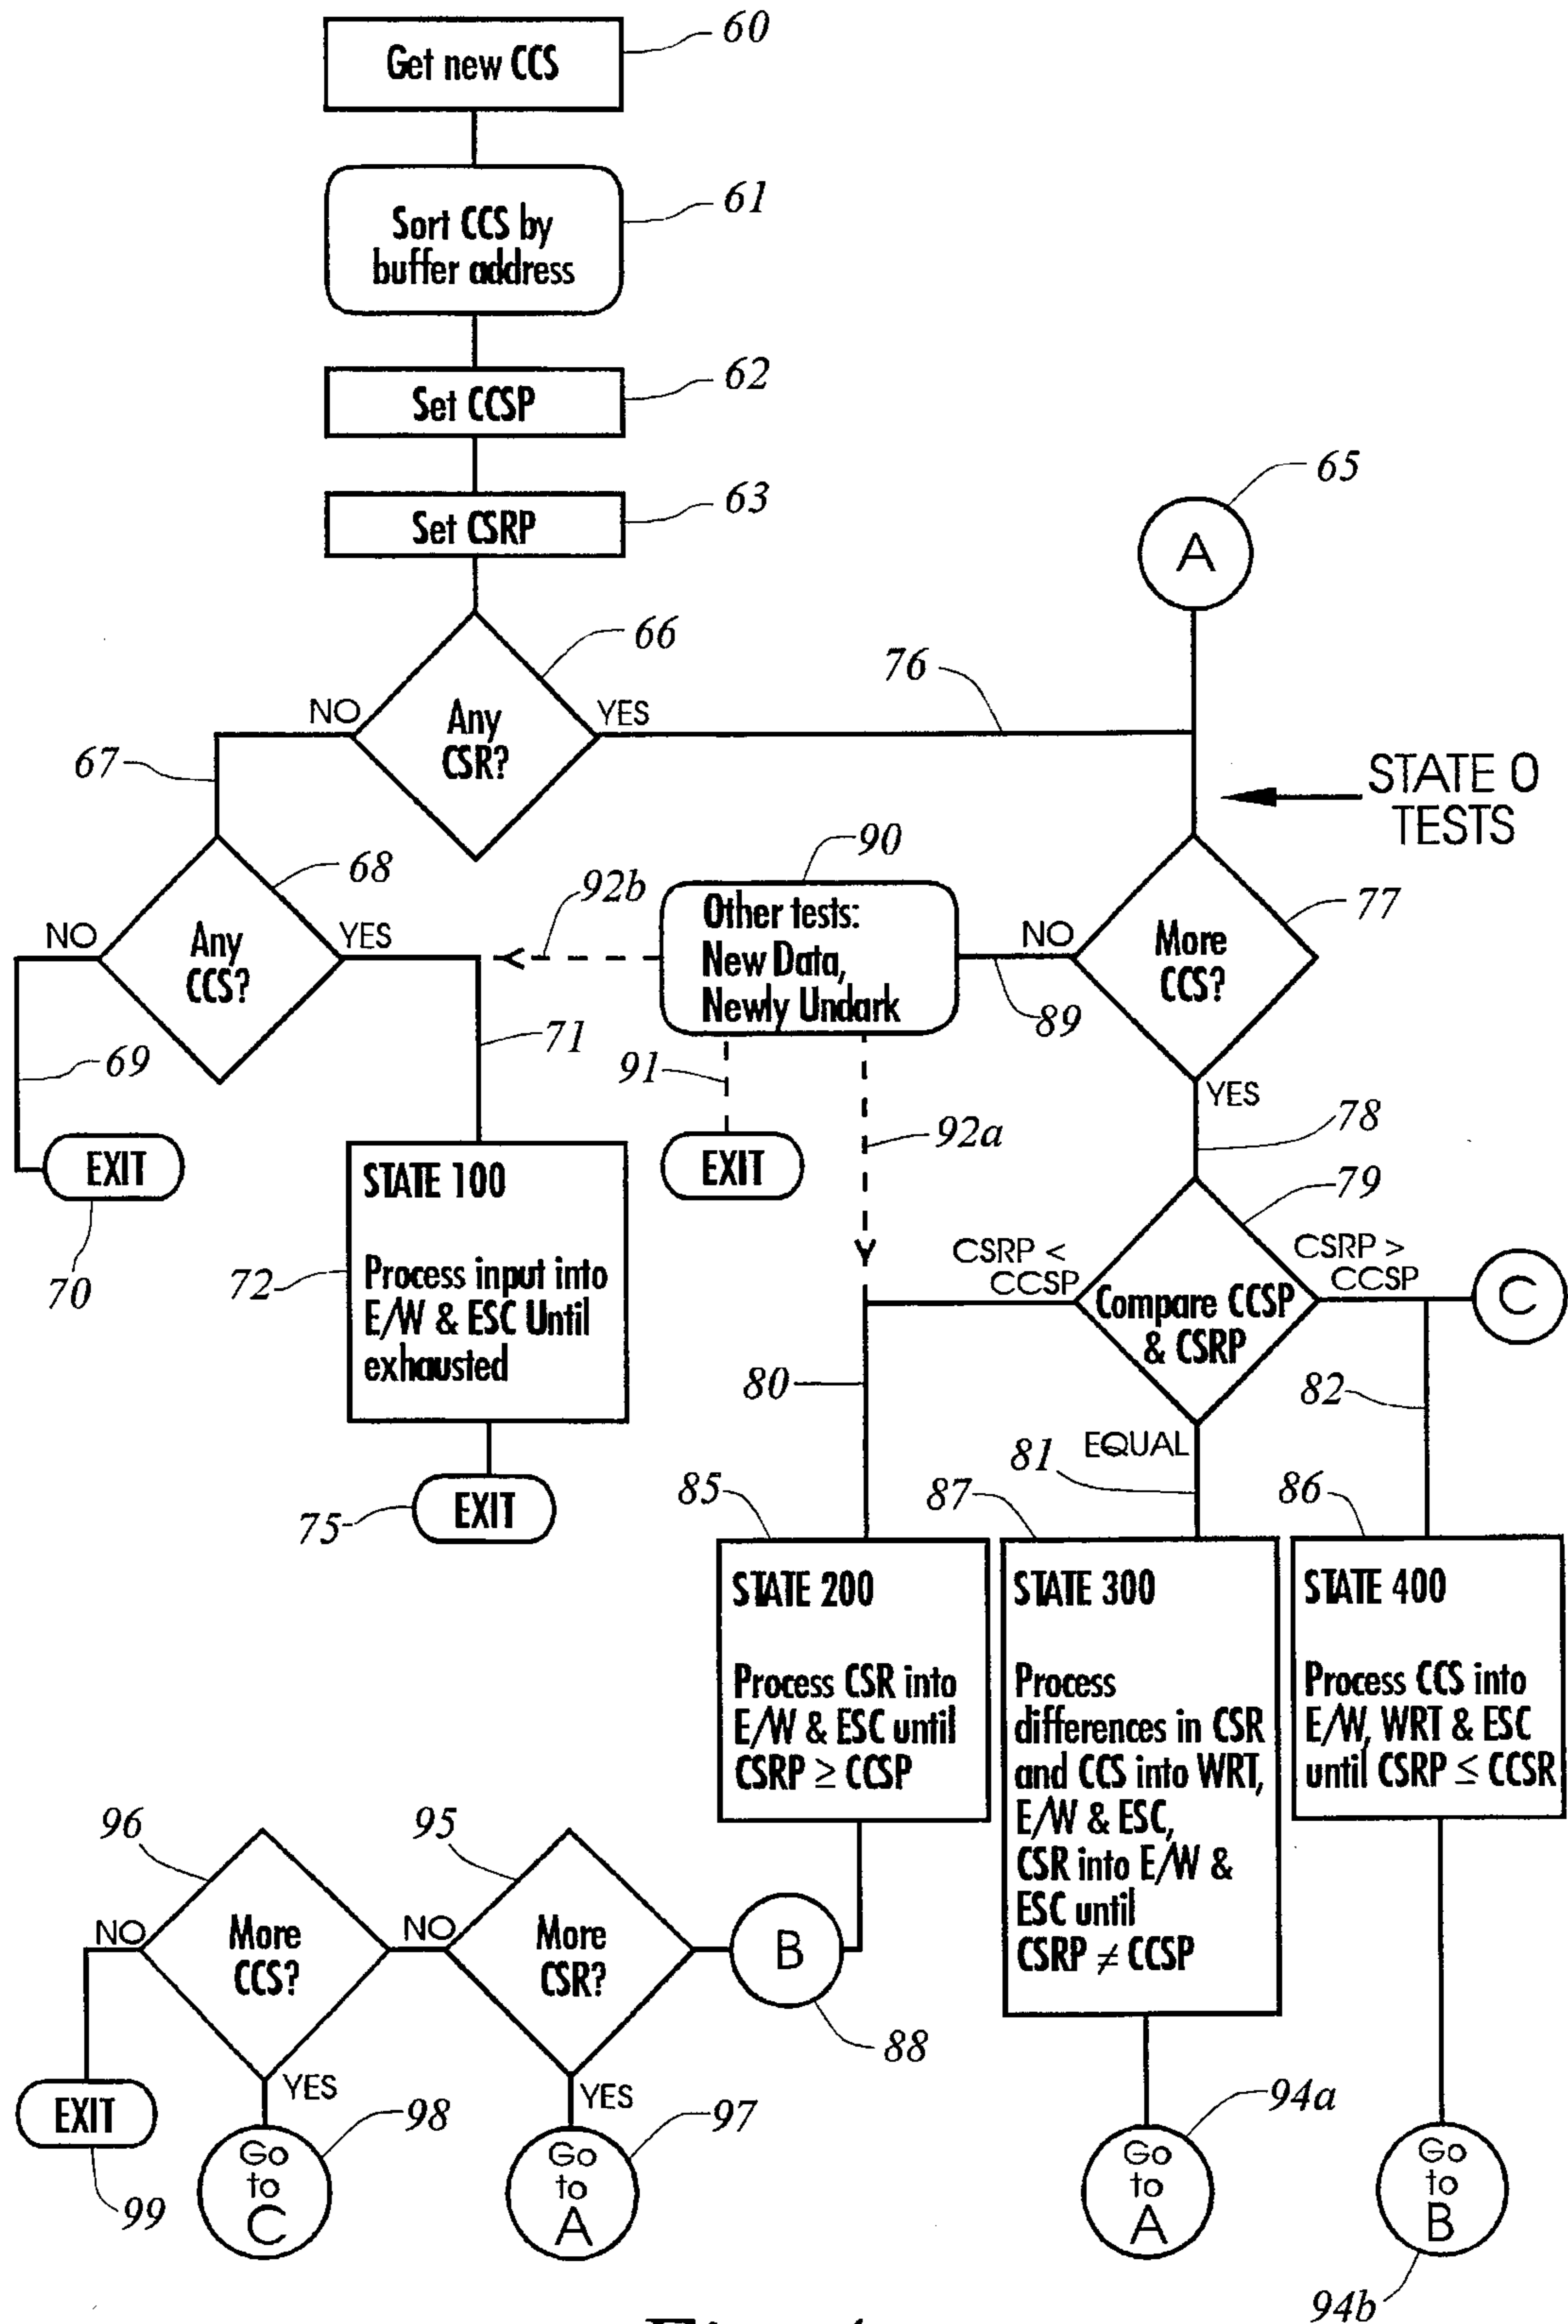 60
Get new CCS
61
Sort CCS by
buffer address
62
Set CCSP
63
Set CSRP
65
A
66
76
NO
Any
CSR?
YES
67
STATE 0
TESTS
68
92b
90
77
NO
Any
CCS?
YES
Other tests:
New Data,
Newly Undark
NO
More
CCS?
89
69
71
91
YES
78
92a
79
EXIT
EXIT
70
STATE 100
Process input into
E/W & ESC Until
exhausted
72
CSRP <
CCSP
CSRP >
CCSP
Compare CCSP
& CSRP
C
80
82
EQUAL
81
75
EXIT
85
87
86
STATE 200
Process CSR into
E/W & ESC until
CSRP ≥ CCSP
STATE 300
Process
differences in CSR
and CCS into WRT,
E/W & ESC,
CSR into E/W &
ESC until
CSRP ≠ CCSP
STATE 400
Process CCS into
E/W, WRT & ESC
until CSRP ≤ CCSR
96
95
NO
More
CCS?
NO
More
CSR?
B
88
YES
YES
EXIT
99
98
97
94a
Go
to
C
Go
to
A
Go
to
A
Go
to
B
94b